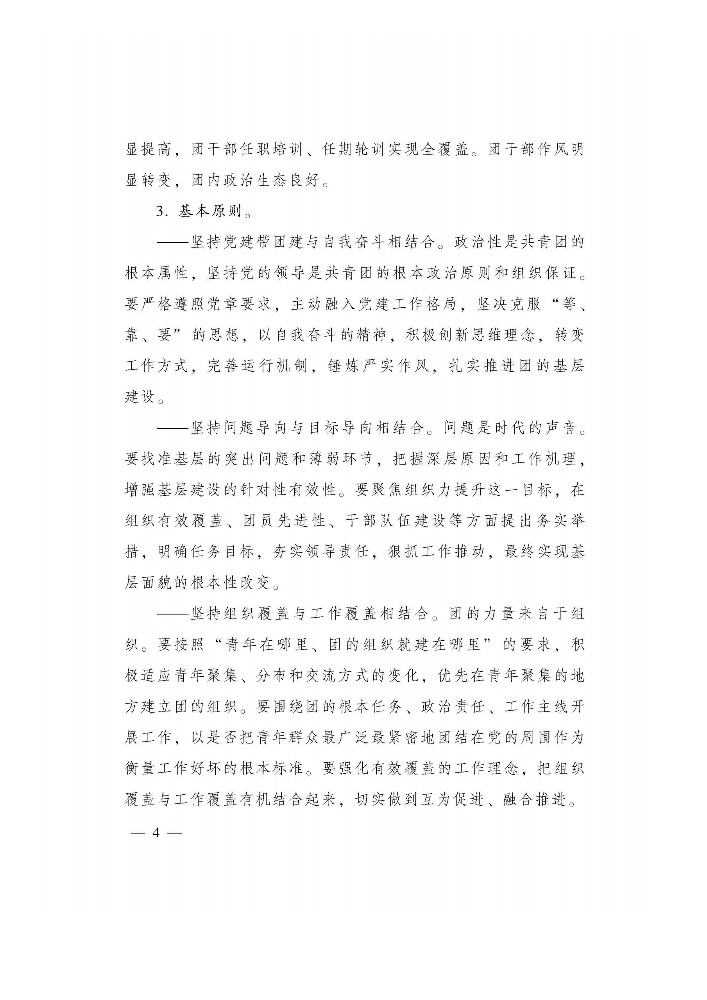 显提高，团干部任职培训、任期轮训实现全覆盖。团干部作风明
显转变，团内政治生态良好。
3. 基本原则。
——坚持党建带团建与自我奋斗相结合。政治性是共青团的
根本属性，坚持党的领导是共青团的根本政治原则和组织保证。
要严格遵照党章要求，主动融入党建工作格局，坚决克服“等、
靠、要”的思想，以自我奋斗的精神，积极创新思维理念，转变
工作方式，完善运行机制，锤炼严实作风，扎实推进团的基层
建设。
——坚持问题导向与目标导向相结合。问题是时代的声音。
要找准基层的突出问题和薄弱环节，把握深层原因和工作机理，
增强基层建设的针对性有效性。要聚焦组织力提升这一目标，在
组织有效覆盖、团员先进性、干部队伍建设等方面提出务实举
措，明确任务目标，夯实领导责任，狠抓工作推动，最终实现基
层面貌的根本性改变。
——坚持组织覆盖与工作覆盖相结合。团的力量来自于组
织。要按照“青年在哪里、团的组织就建在哪里”的要求，积
极适应青年聚集、分布和交流方式的变化，优先在青年聚集的地
方建立团的组织。要围绕团的根本任务、政治责任、工作主线开
展工作，以是否把青年群众最广泛最紧密地团结在党的周围作为
衡量工作好坏的根本标准。要强化有效覆盖的工作理念，把组织
覆盖与工作覆盖有机结合起来，切实做到互为促进、融合推进。
— 4 —